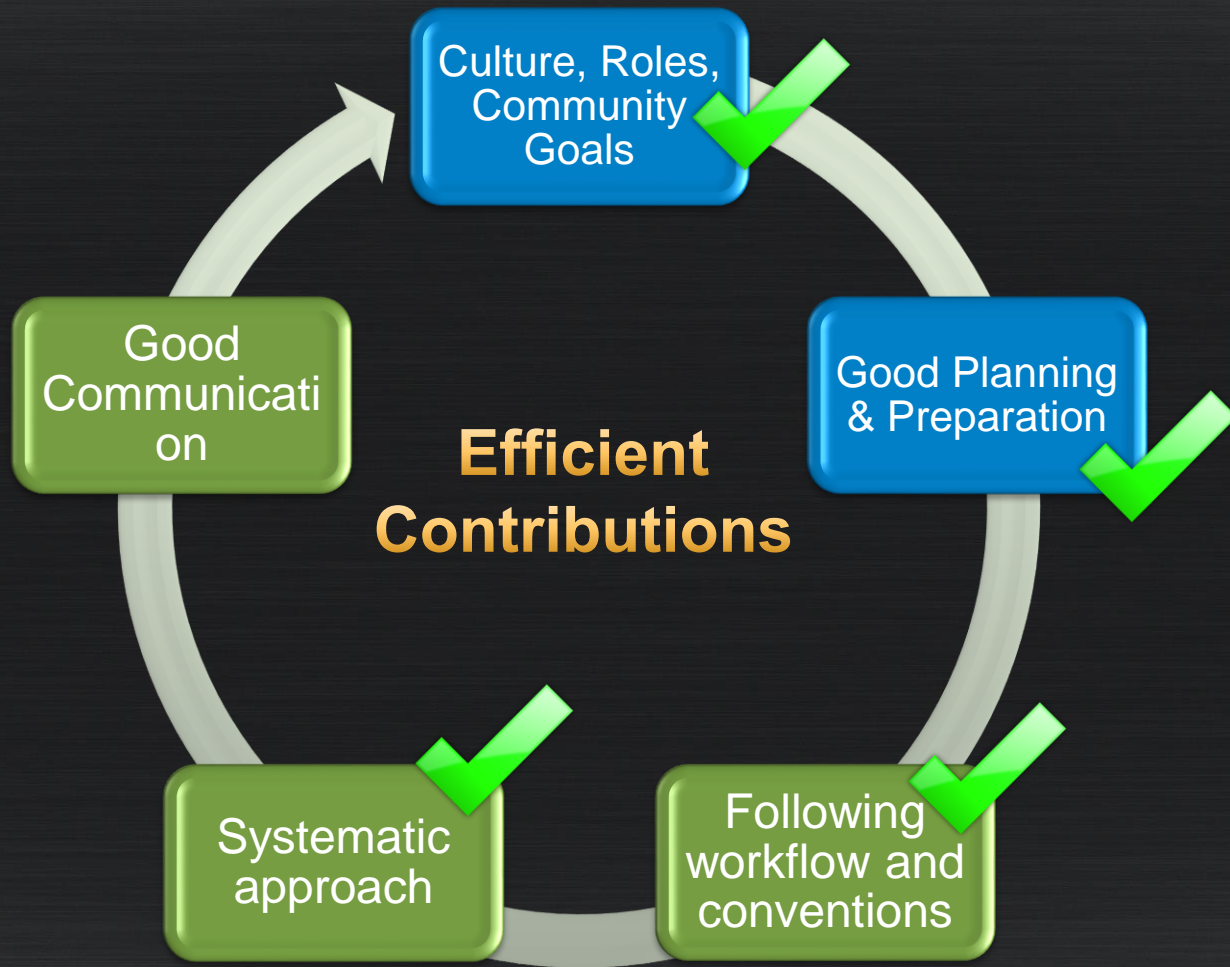 Culture, Roles,
Community
Goals
Good Planning
& Preparation
Following
workflow and
conventions
Systematic
approach
Good
Communicati
on
Efficient
Contributions